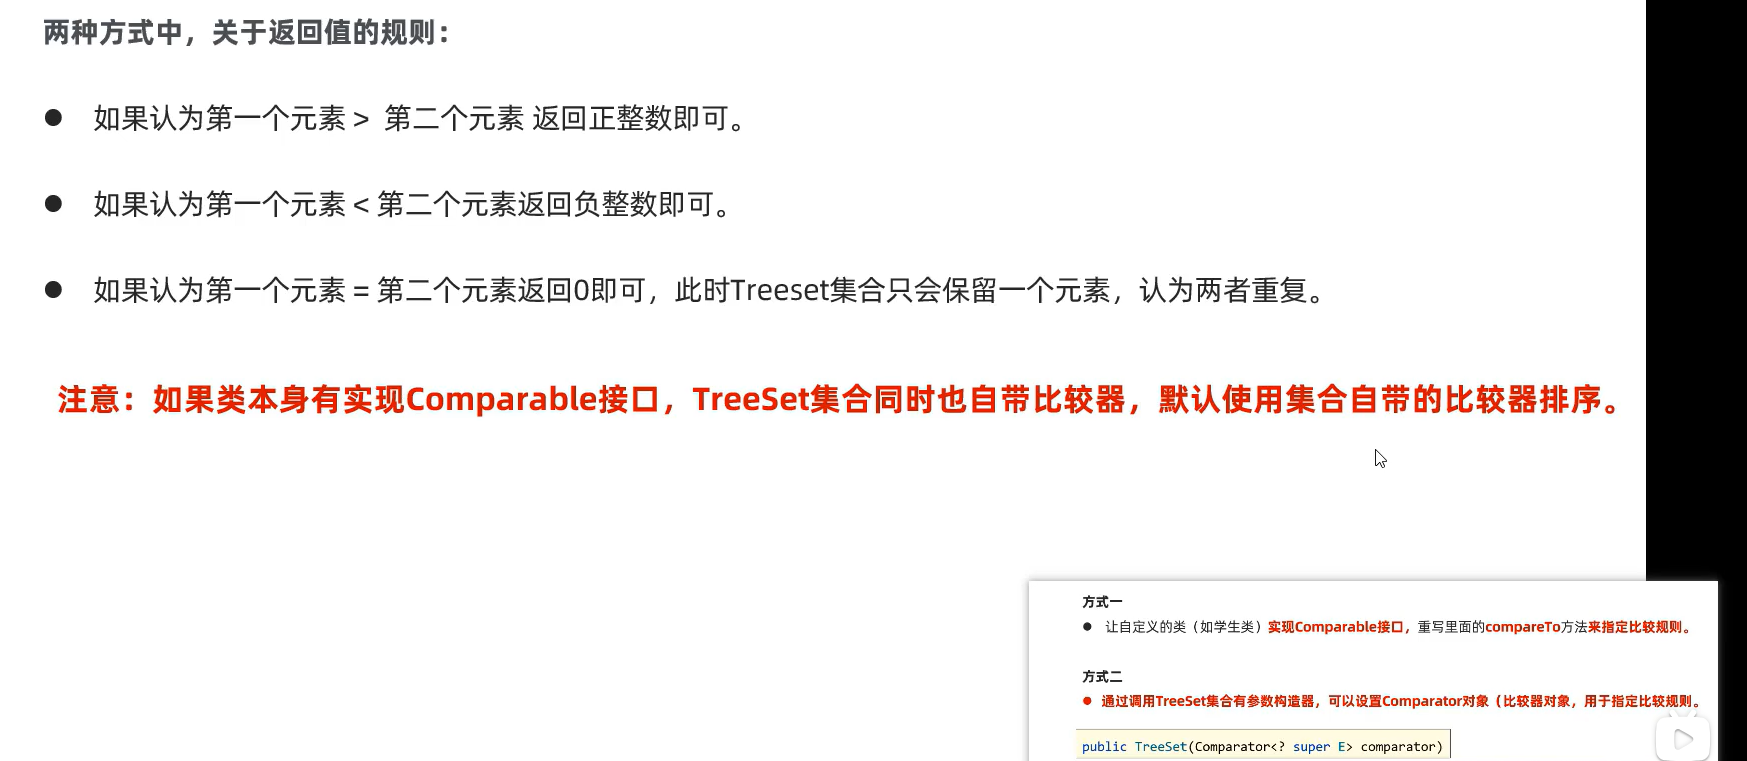 两种方式中，关于返回值的规则：
● 如果认为第一个元素 > 第二个元素 返回正整数即可。
● 如果认为第一个元素 < 第二个元素返回负整数即可。
● 如果认为第一个元素 = 第二个元素返回0即可，此时Treeset集合只会保留一个元素，认为两者重复。
注意：如果类本身有实现Comparable接口，TreeSet集合同时也自带比较器，默认使用集合自带的比较器排序。
方式一
● 让自定义的类（如学生类）实现Comparable接口，重写里面的compareTo方法来指定比较规则。
方式二
● 通过调用TreeSet集合有参数构造器，可以设置Comparator对象（比较器对象，用于指定比较规则。
public TreeSet(Comparator<? super E> comparator)